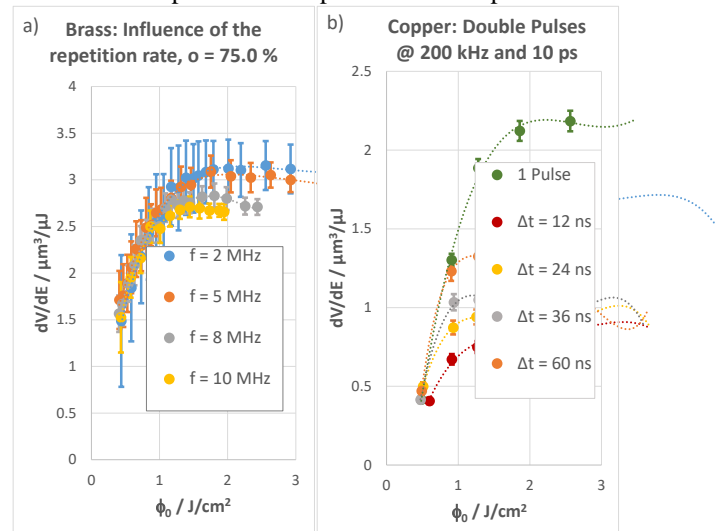 a)
Brass: Influence of the
repetition rate, o = 75.0 %
dV/dE / µm³/µJ
4
3.5
3
2.5
2
1.5
1
0.5
0
0 1 2 3
ϕ₀ / J/cm²
f = 2 MHz
f = 5 MHz
f = 8 MHz
f = 10 MHz
b)
Copper: Double Pulses
@ 200 kHz and 10 ps
dV/dE / µm³/µJ
2.5
2
1.5
1
0.5
0
0 1 2 3
ϕ₀ / J/cm²
1 Pulse
Δt = 12 ns
Δt = 24 ns
Δt = 36 ns
Δt = 60 ns